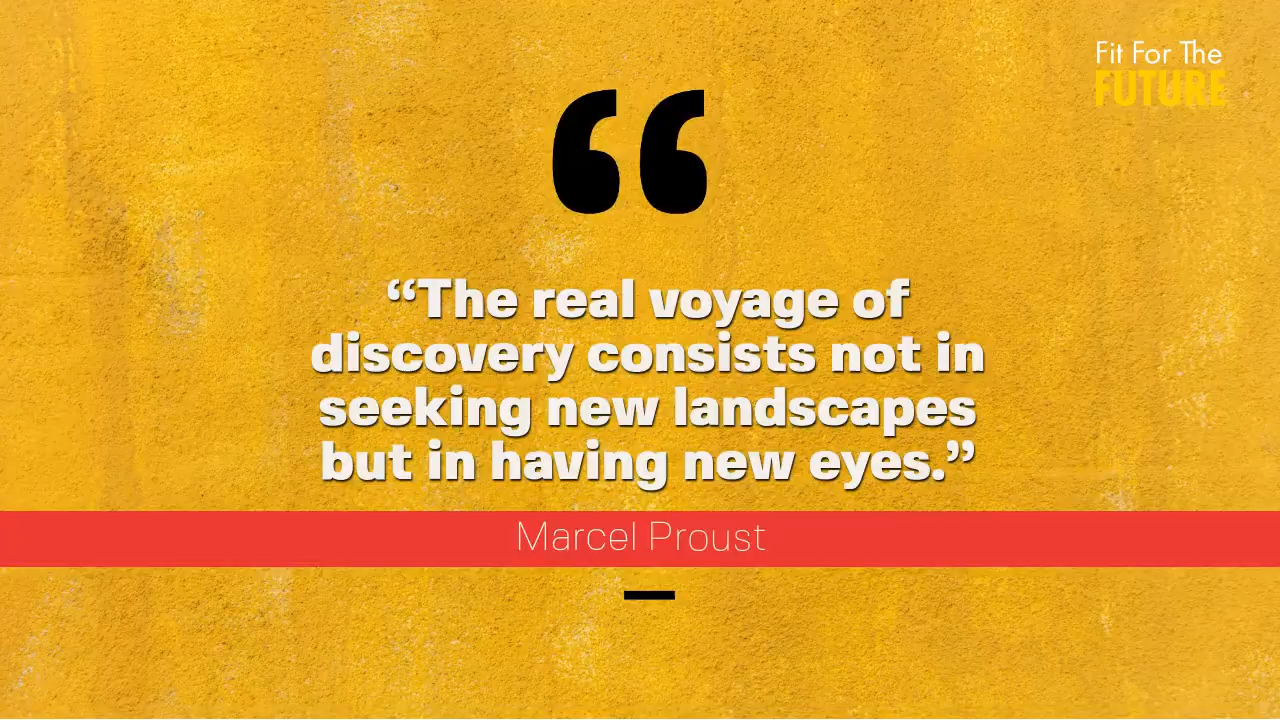 Fit For The
FUTURE
“
“The real voyage of
discovery consists not in
seeking new landscapes
but in having new eyes.”
Marcel Proust